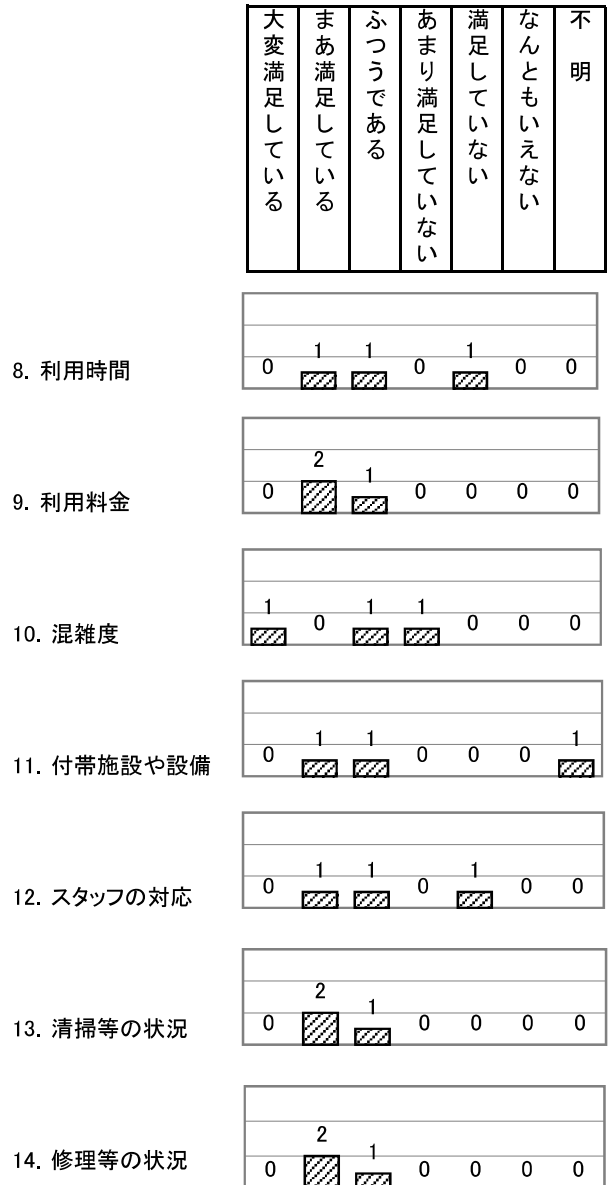 大変満足している
まあ満足している
ふつうである
あまり満足していない
満足していない
なんともいえない
不明
8. 利用時間
0 1 1 0 1 0 0
9. 利用料金
0 2 1 0 0 0 0
10. 混雑度
1 0 1 1 0 0 0
11. 付帯施設や設備
0 1 1 0 0 0 1
12. スタッフの対応
0 1 1 0 1 0 0
13. 清掃等の状況
0 2 1 0 0 0 0
14. 修理等の状況
0 2 1 0 0 0 0